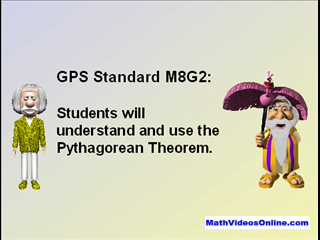 GPS Standard M8G2:
Students will
understand and use the
Pythagorean Theorem.
MathVideosOnline.com